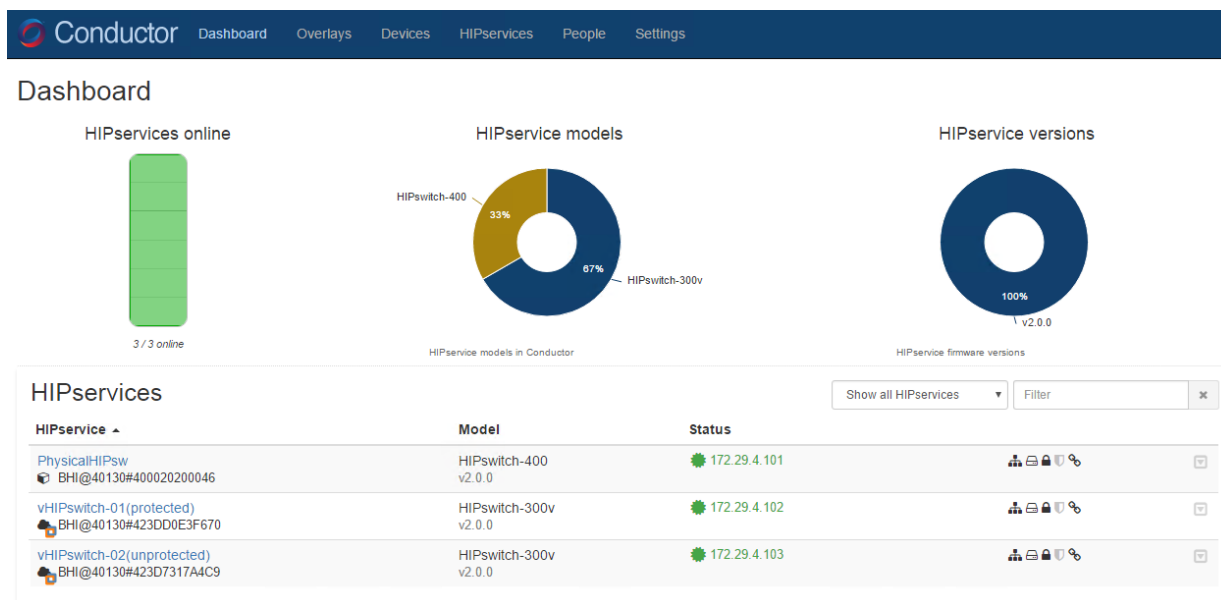 Conductor Dashboard Overlays Devices HIPservices People Settings
Dashboard
HIPservices online
3 / 3 online
HIPservice models
HIPswitch-400
33%
67%
HIPswitch-300v
HIPservice models in Conductor
HIPservice versions
100%
v2.0.0
HIPservice firmware versions
HIPservices Show all HIPservices Filter
HIPservice Model Status
PhysicalHIPsw HIPswitch-400 172.29.4.101
BHI@40130#400020200046 v2.0.0
vHIPswitch-01(protected) HIPswitch-300v 172.29.4.102
BHI@40130#423DD0E3F670 v2.0.0
vHIPswitch-02(unprotected) HIPswitch-300v 172.29.4.103
BHI@40130#423D7317A4C9 v2.0.0